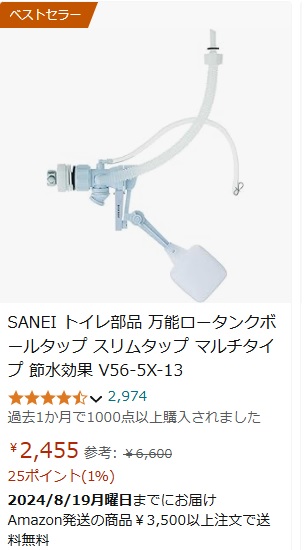 ベストセラー
SANEI トイレ部品 万能ロータンクボ
ールタップ スリムタップ マルチタイ
プ 節水効果 V56-5X-13
2,974
過去1か月で1000点以上購入されました
¥2,455 参考: ¥6,600
25ポイント(1%)
2024/8/19月曜日までにお届け
Amazon発送の商品¥3,500以上注文で送
料無料